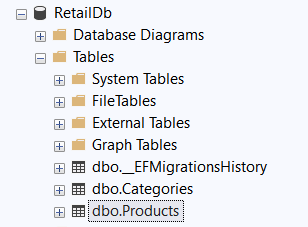 RetailDb
Database Diagrams
Tables
System Tables
FileTables
External Tables
Graph Tables
dbo.__EFMigrationsHistory
dbo.Categories
dbo.Products